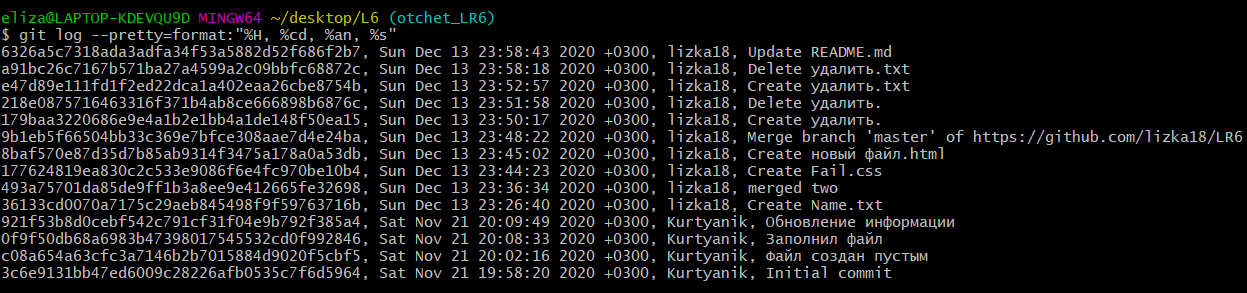 eliza@LAPTOP-KDEVQU9D MINGW64 ~/desktop/L6 (otchet_LR6)
$ git log --pretty=format:"%H, %cd, %an, %s"
6326a5c7318ada3adfa34f53a5882d52f686f2b7, Sun Dec 13 23:58:43 2020 +0300, lizka18, Update README.md
a91bc26c7167b571ba27a4599a2c09bbfc68872c, Sun Dec 13 23:58:18 2020 +0300, lizka18, Delete удалить.txt
e47d89e111fd1f2ed22dca1a402eaa26cbe8754b, Sun Dec 13 23:52:57 2020 +0300, lizka18, Create удалить.txt
218e0875716463316f371b4ab8ce666898b6876c, Sun Dec 13 23:51:58 2020 +0300, lizka18, Delete удалить.
179baa3220686e9e4a1b2e1bb4a1de148f50ea15, Sun Dec 13 23:50:17 2020 +0300, lizka18, Create удалить.
9b1eb5f66504bb33c369e7bfce308aae7d4e24ba, Sun Dec 13 23:48:22 2020 +0300, lizka18, Merge branch 'master' of https://github.com/lizka18/LR6
8baf570e87d35d7b85ab9314f3475a178a0a53db, Sun Dec 13 23:45:02 2020 +0300, lizka18, Create новый файл.html
177624819ea830c2c533e9086f6e4fc970be10b4, Sun Dec 13 23:44:23 2020 +0300, lizka18, Create Fail.css
493a75701da85de9ff1b3a8ee9e412665fe32698, Sun Dec 13 23:36:34 2020 +0300, lizka18, merged two
36133cd0070a7175c29aeb845498f9f59763716b, Sun Dec 13 23:26:40 2020 +0300, lizka18, Create Name.txt
921f53b8d0cebf542c791cf31f04e9b792f385a4, Sat Nov 21 20:09:49 2020 +0300, Kurtyanik, Обновление информации
0f9f50db68a6983b47398017545532cd0f992846, Sat Nov 21 20:08:33 2020 +0300, Kurtyanik, Заполнил файл
c08a654a63cfc3a7146b2b7015884d9020f5cbf5, Sat Nov 21 20:02:16 2020 +0300, Kurtyanik, Файл создан пустым
3c6e9131bb47ed6009c28226afb0535c7f6d5964, Sat Nov 21 19:58:20 2020 +0300, Kurtyanik, Initial commit